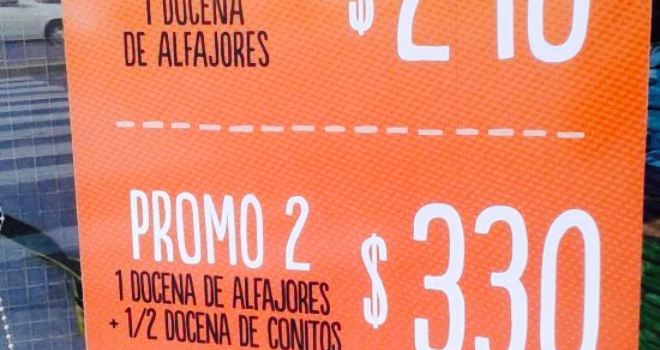 1 DOCENA
DE ALFAJORES
$
PROMO 2
1 DOCENA DE ALFAJORES
+ 1/2 DOCENA DE CONITOS
$ 330